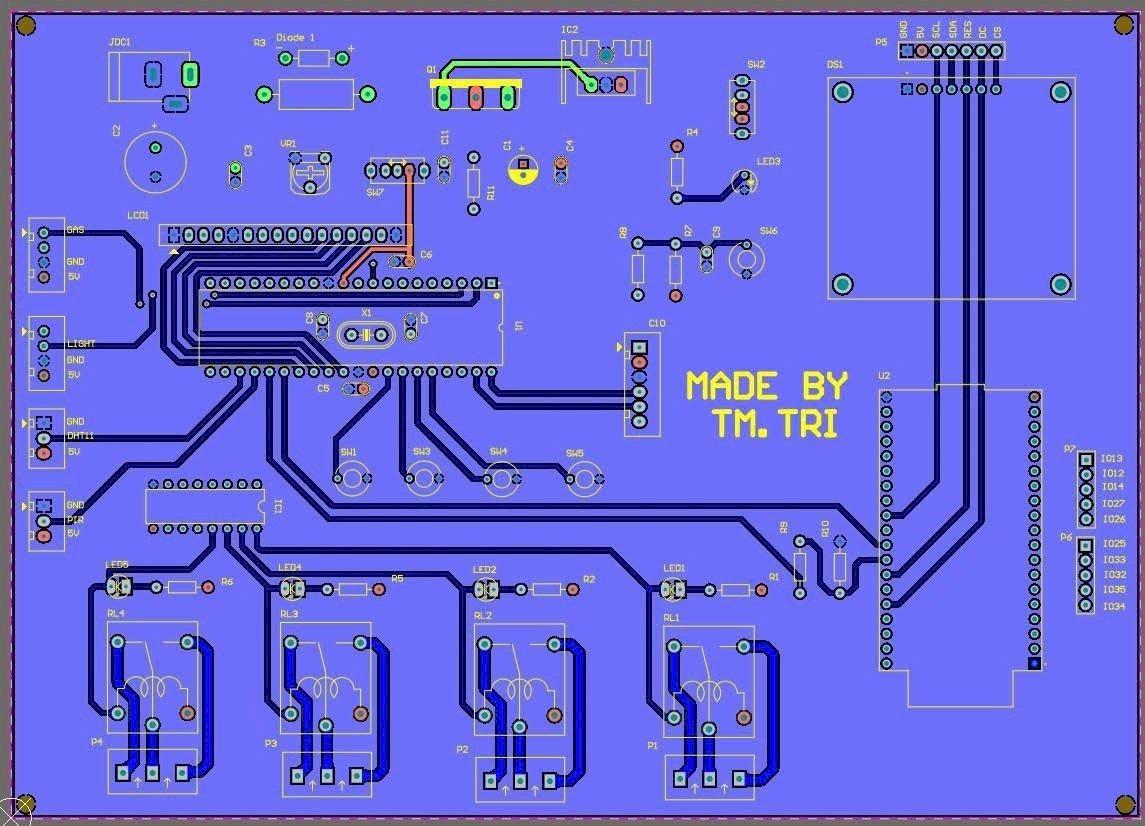 GND
5V
SCL
SDA
RES
DC
CS
P5
JDC1
R3
Diode 1
+
IC2
Q1
SW2
DS1
C2
+
C3
VR1
SW7
C11
R11
C1
+
C4
R4
LED3
LCD1
GAS
GND
5V
C6
R8
R7
C9
SW6
LIGHT
GND
5V
C8
X1
C7
U1
C10
C5
MADE BY
TM.TRI
U2
GND
DHT11
5V
SW1
SW3
SW4
SW5
P7
IO13
IO12
IO14
IO27
IO26
GND
PIR
5V
IC1
R9
R10
P6
IO25
IO33
IO32
IO35
IO34
LED5
R6
LED4
R5
LED2
R2
LED1
R1
RL4
RL3
RL2
RL1
P4
P3
P2
P1